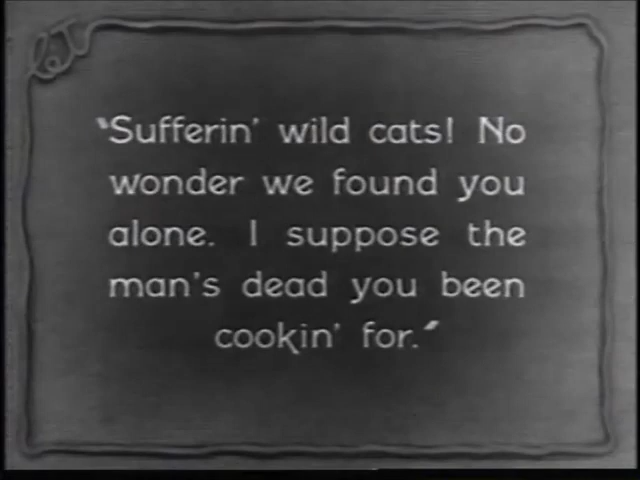 "Sufferin' wild cats! No
wonder we found you
alone. I suppose the
man's dead you been
cookin' for."